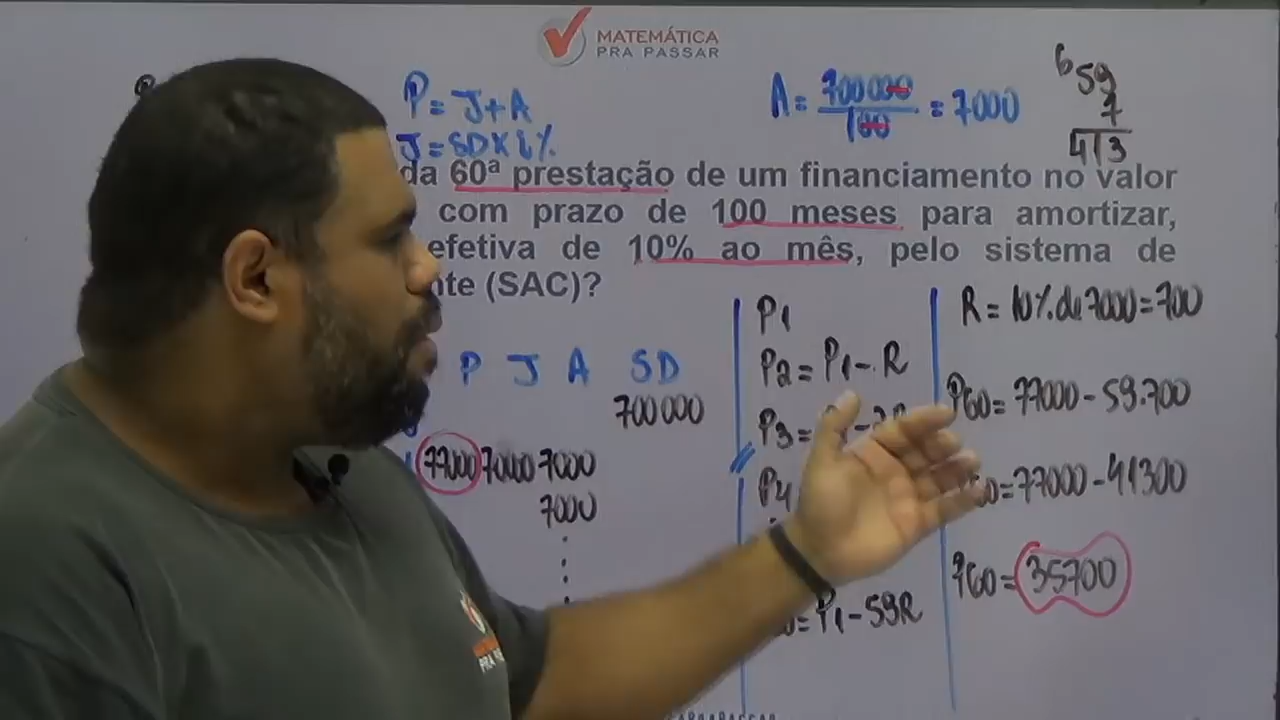 MATEMÁTICA
PRA PASSAR
P = J + A
J = SD × i%
A = 700000/100 = 7000
6
59
7
413
da 60ª prestação de um financiamento no valor
com prazo de 100 meses para amortizar,
efetiva de 10% ao mês, pelo sistema de
nte (SAC)?
P J A SD
700000
77000 7000 7000
7000
P1
P2 = P1 - R
P3 =
P4
= P1 - 59R
R = 10% de 7000 = 700
P60 = 77000 - 59.700
60 = 77000 - 41300
P60 = 35700